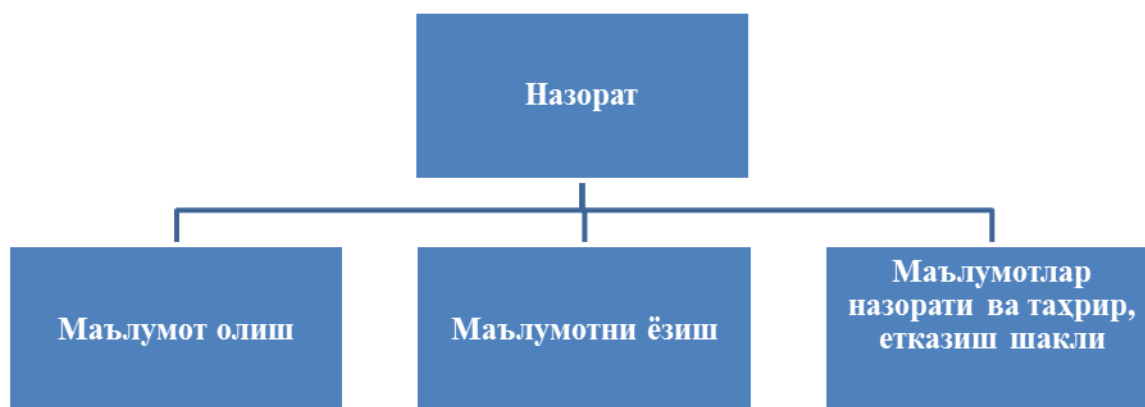 Назорат
Маълумот олиш
Маълумотни ёзиш
Маълумотлар
назорати ва таҳрир,
етказиш шакли